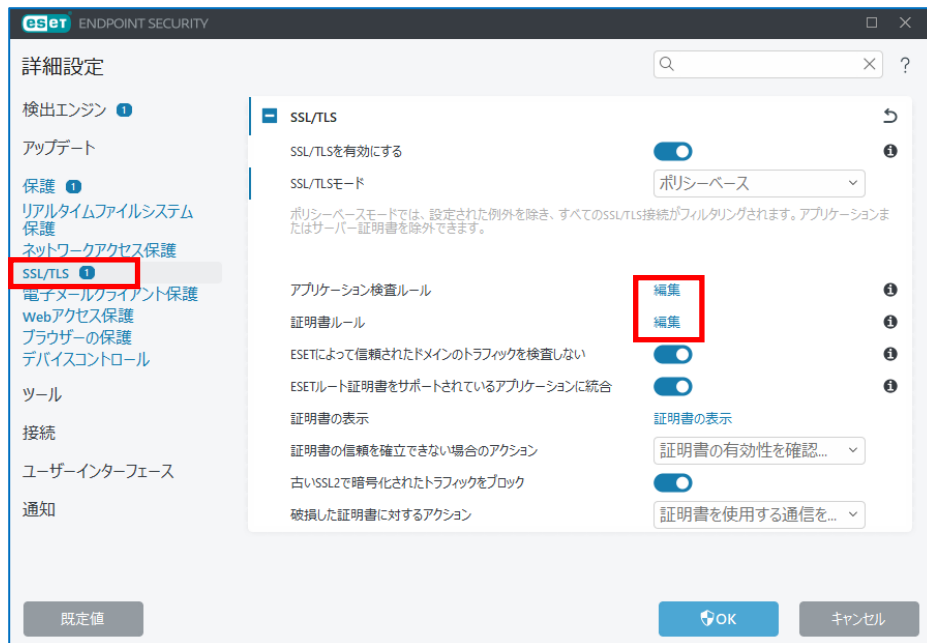 eset ENDPOINT SECURITY
詳細設定
?
検出エンジン 1
アップデート
保護 1
リアルタイムファイルシステム
保護
ネットワークアクセス保護
SSL/TLS 1
電子メールクライアント保護
Webアクセス保護
ブラウザーの保護
デバイスコントロール
ツール
接続
ユーザーインターフェース
通知
SSL/TLS
SSL/TLSを有効にする
SSL/TLSモード ポリシーベース
ポリシーベースモードでは、設定された例外を除き、すべてのSSL/TLS接続がフィルタリングされます。アプリケーションま
たはサーバー証明書を除外できます。
アプリケーション検査ルール 編集
証明書ルール 編集
ESETによって信頼されたドメインのトラフィックを検査しない
ESETルート証明書をサポートされているアプリケーションに統合
証明書の表示 証明書の表示
証明書の信頼を確立できない場合のアクション 証明書の有効性を確認...
古いSSL2で暗号化されたトラフィックをブロック
破損した証明書に対するアクション 証明書を使用する通信を...
既定値 OK キャンセル